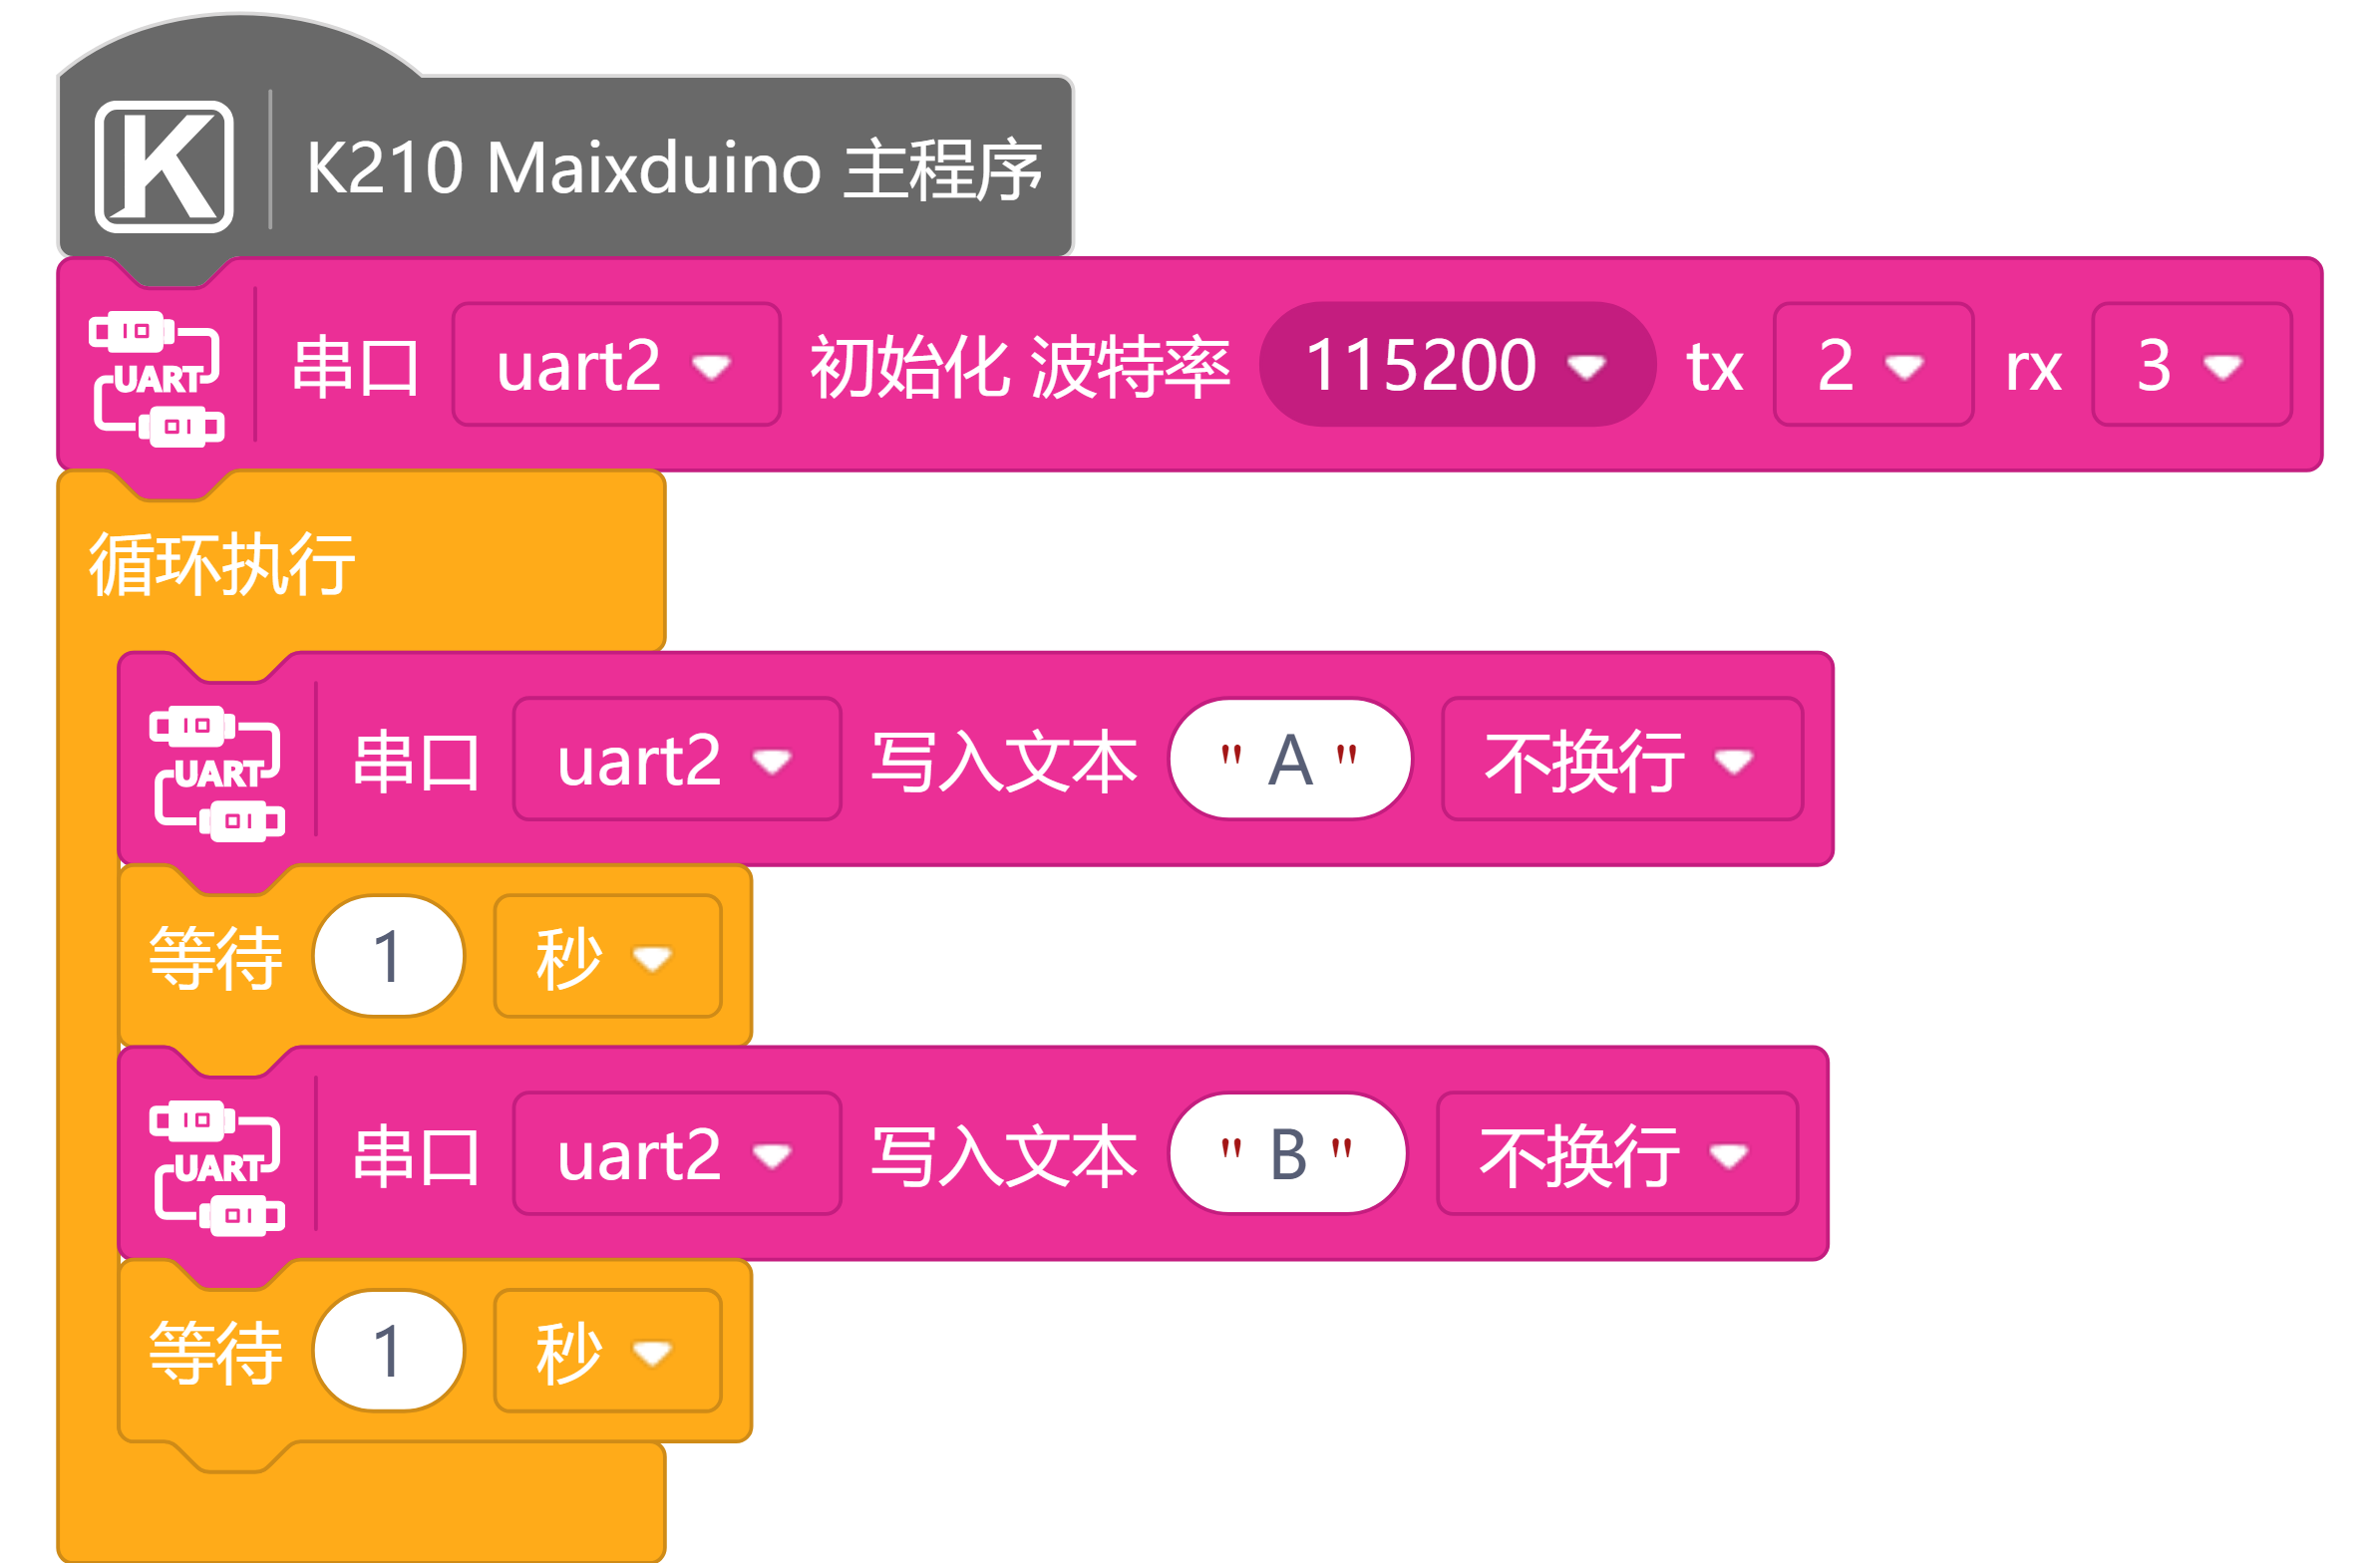 K K210 Maixduino 主程序
UART 串口 uart2 初始化 波特率 115200 tx 2 rx 3
循环执行
UART 串口 uart2 写入文本 "A" 不换行
等待 1 秒
UART 串口 uart2 写入文本 "B" 不换行
等待 1 秒